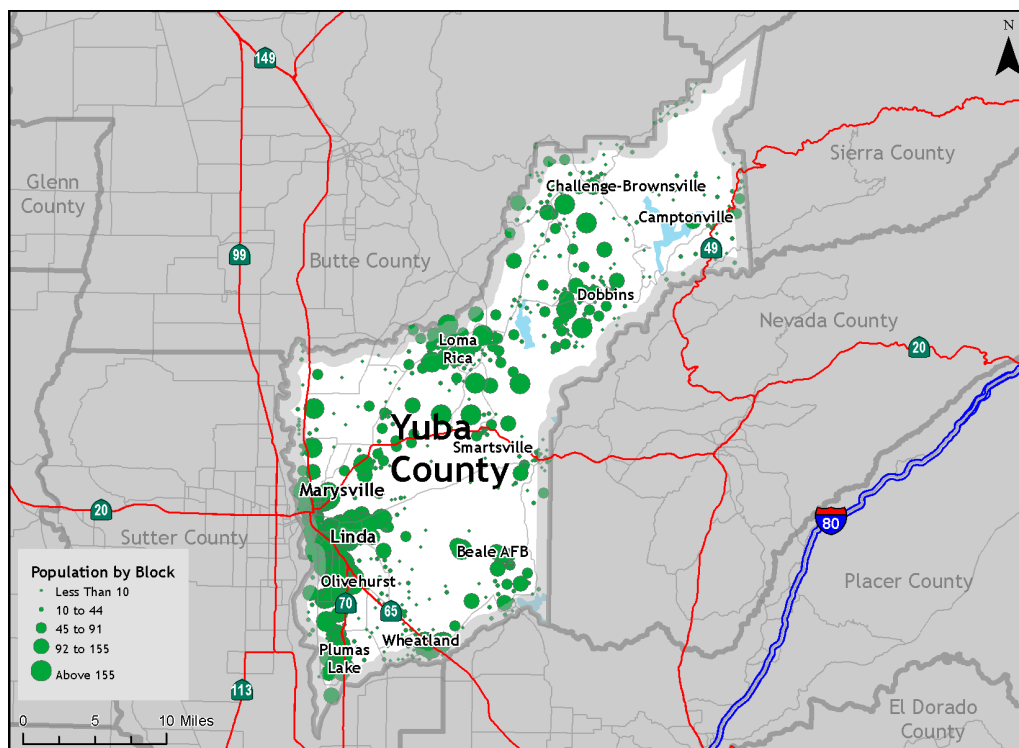 N
149
Sierra County
Glenn
County
Challenge-Brownsville
Camptonville
99
49
Butte County
Dobbins
Nevada County
20
Loma
Rica
Yuba
County
Smartsville
Marysville
20
80
Sutter County
Linda
Beale AFB
Placer County
Olivehurst
70
65
Wheatland
Plumas
Lake
113
El Dorado
County
Population by Block
Less Than 10
10 to 44
45 to 91
92 to 155
Above 155
0 5 10 Miles